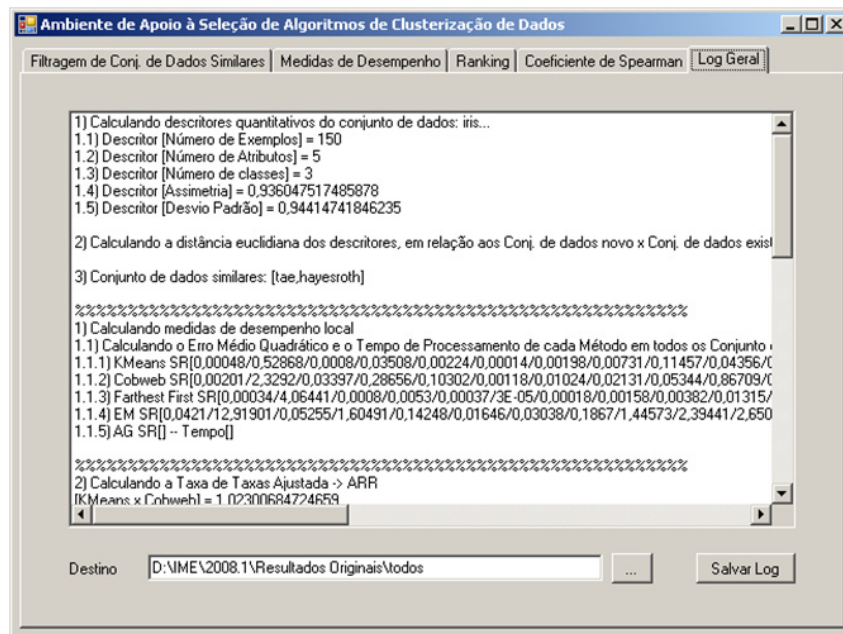 Ambiente de Apoio à Seleção de Algoritmos de Clusterização de Dados
Filtragem de Conj. de Dados Similares Medidas de Desempenho Ranking Coeficiente de Spearman Log Geral
1) Calculando descritores quantitativos do conjunto de dados: iris...
1.1) Descritor [Número de Exemplos] = 150
1.2) Descritor [Número de Atributos] = 5
1.3) Descritor [Número de classes] = 3
1.4) Descritor [Assimetria] = 0,936047517485878
1.5) Descritor [Desvio Padrão] = 0,94414741846235
2) Calculando a distância euclidiana dos descritores, em relação aos Conj. de dados novo x Conj. de dados exist
3) Conjunto de dados similares: [tae,hayesroth]
%%%%%%%%%%%%%%%%%%%%%%%%%%%%%%%%%%%%%%%%%%%%%%%%%%%%%%%%%%
1) Calculando medidas de desempenho local
1.1) Calculando o Erro Médio Quadrático e o Tempo de Processamento de cada Método em todos os Conjunto
1.1.1) KMeans SR[0,00048/0,52868/0,0008/0,03508/0,00224/0,00014/0,00198/0,00731/0,11457/0,04356/0
1.1.2) Cobweb SR[0,00201/2,3292/0,03397/0,28656/0,10302/0,00118/0,01024/0,02131/0,05344/0,86709/0
1.1.3) Farthest First SR[0,00034/4,06441/0,0008/0,0053/0,00037/3E-05/0,00018/0,00158/0,00382/0,01315/
1.1.4) EM SR[0,0421/12,91901/0,05255/1,60491/0,14248/0,01646/0,03038/0,1867/1,44573/2,39441/2,650
1.1.5) AG SR[] -- Tempo[]
%%%%%%%%%%%%%%%%%%%%%%%%%%%%%%%%%%%%%%%%%%%%%%%%%%%%%%%%%%
2) Calculando a Taxa de Taxas Ajustada -> ARR
[KMeans x Cobweb] = 1,02300684724659
Destino D:\IME\2008.1\Resultados Originais\todos ... Salvar Log